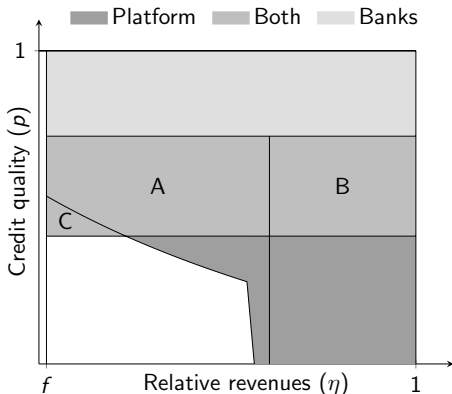 Platform Both Banks
1
Credit quality (p)
A
B
C
f
Relative revenues (η)
1